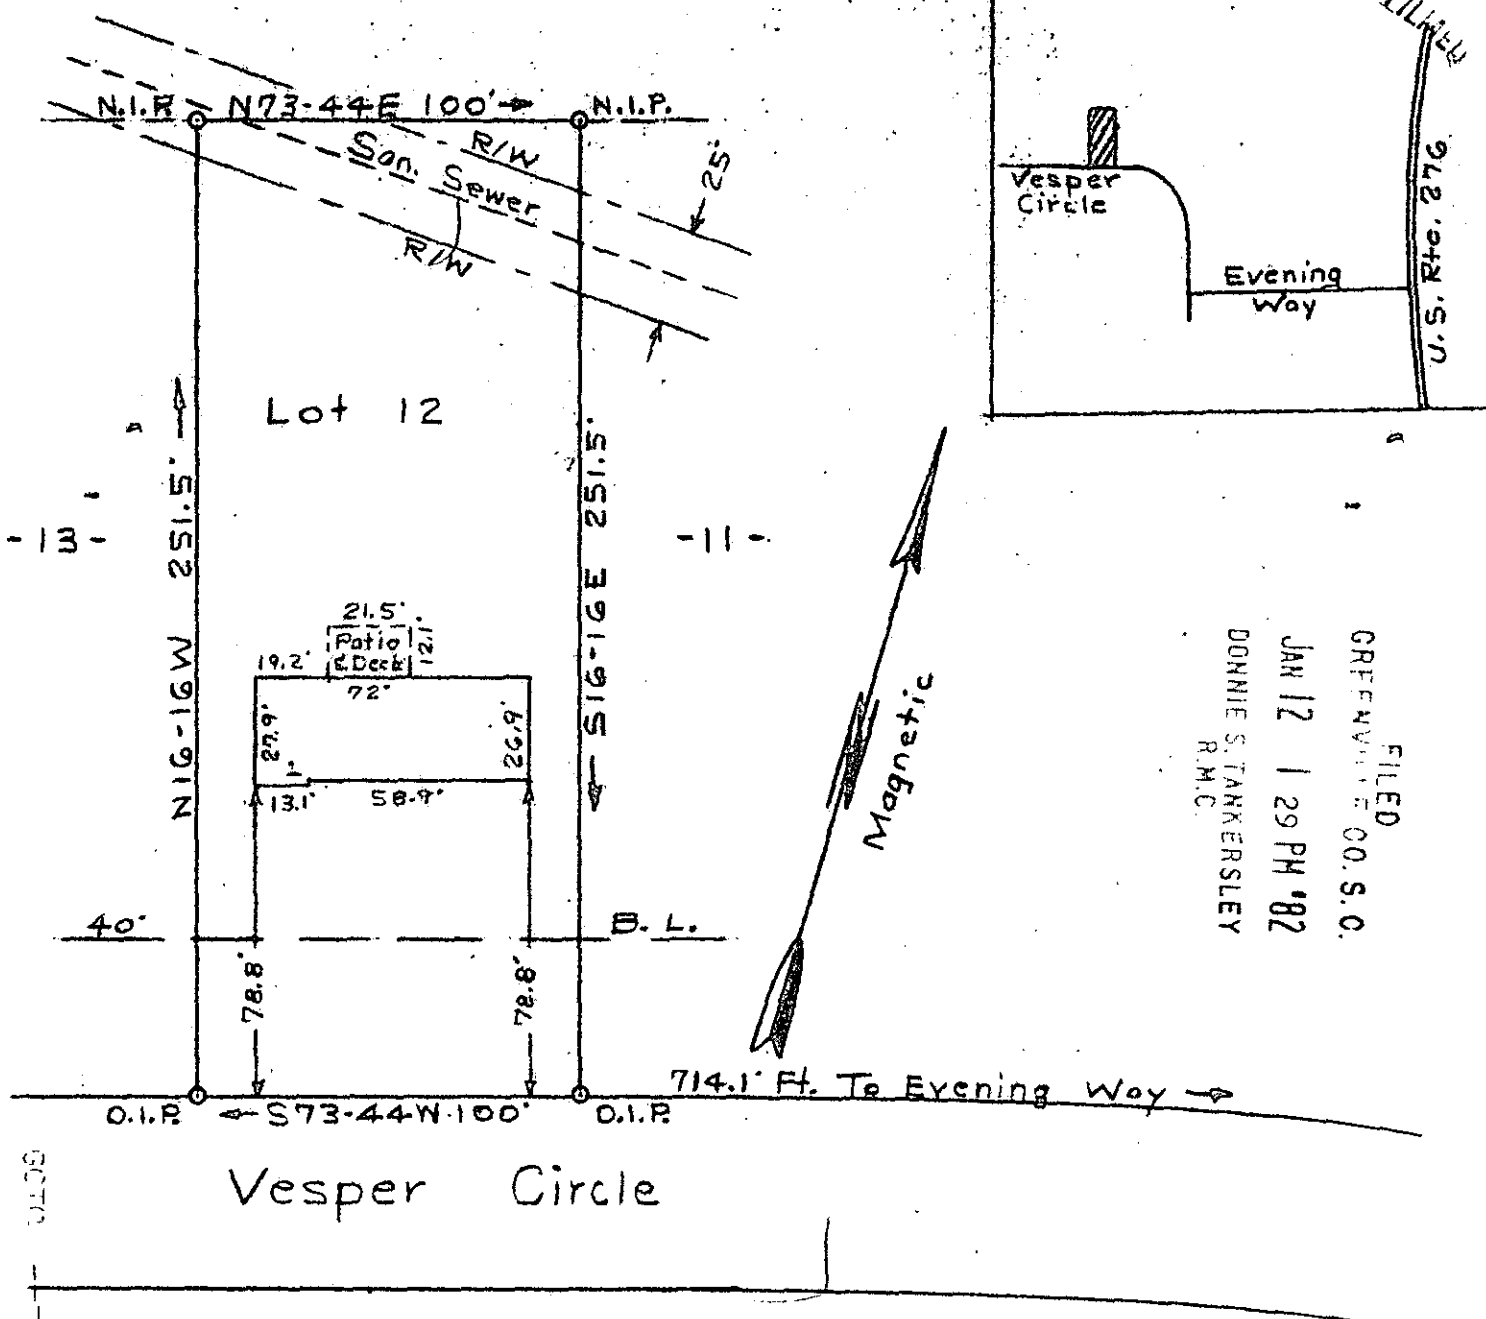 N.I.P. N73-44E 100' N.I.P.
R/W
San. Sewer
R/W
25'
Lot 12
N16-16W 251.5'
S16-16E 251.5'
-13-
-11-
21.5'
Patio
& Deck
12.1'
19.2'
72'
27.9'
26.9'
1'
13.1'
58.9'
40'
B. L.
78.8'
78.8'
O.I.P. S73-44W 100' O.I.P.
714.1' Ft. To Evening Way
Vesper Circle
Magnetic
Vesper
Circle
Evening
Way
U.S. Rte. 276
FILED
CO. S. C.
JAN 12 1 29 PM '82
DONNIE S. TANKERSLEY
R.M.C.